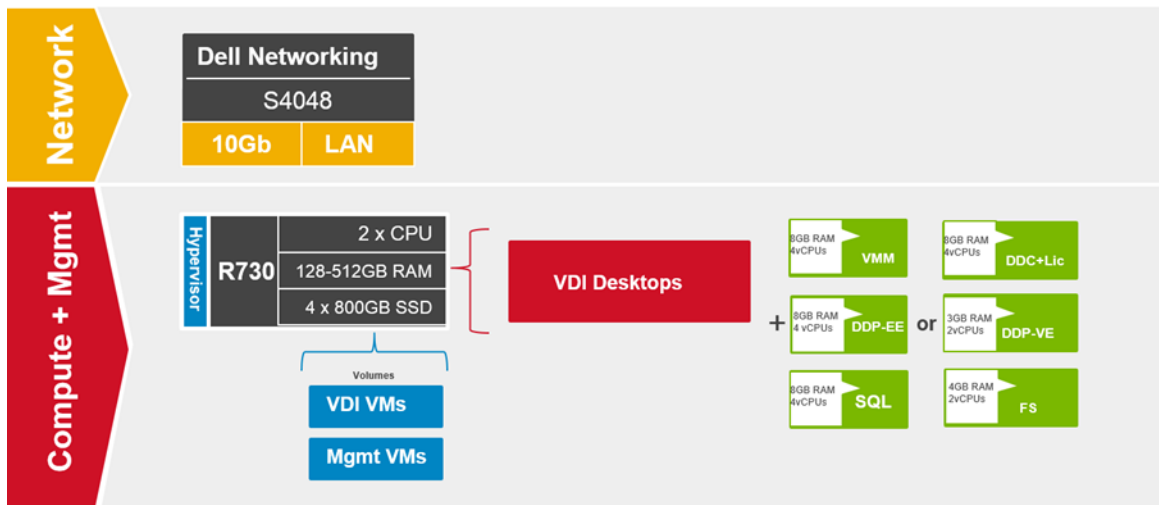 Network
Dell Networking
S4048
10Gb
LAN
Compute + Mgmt
Hypervisor
R730
2 x CPU
128-512GB RAM
4 x 800GB SSD
VDI Desktops
Volumes
VDI VMs
Mgmt VMs
+
8GB RAM
4vCPUs
VMM
8GB RAM
4vCPUs
DDC+Lic
8GB RAM
4 vCPUs
DDP-EE
or
3GB RAM
2vCPUs
DDP-VE
8GB RAM
4vCPUs
SQL
4GB RAM
2vCPUs
FS